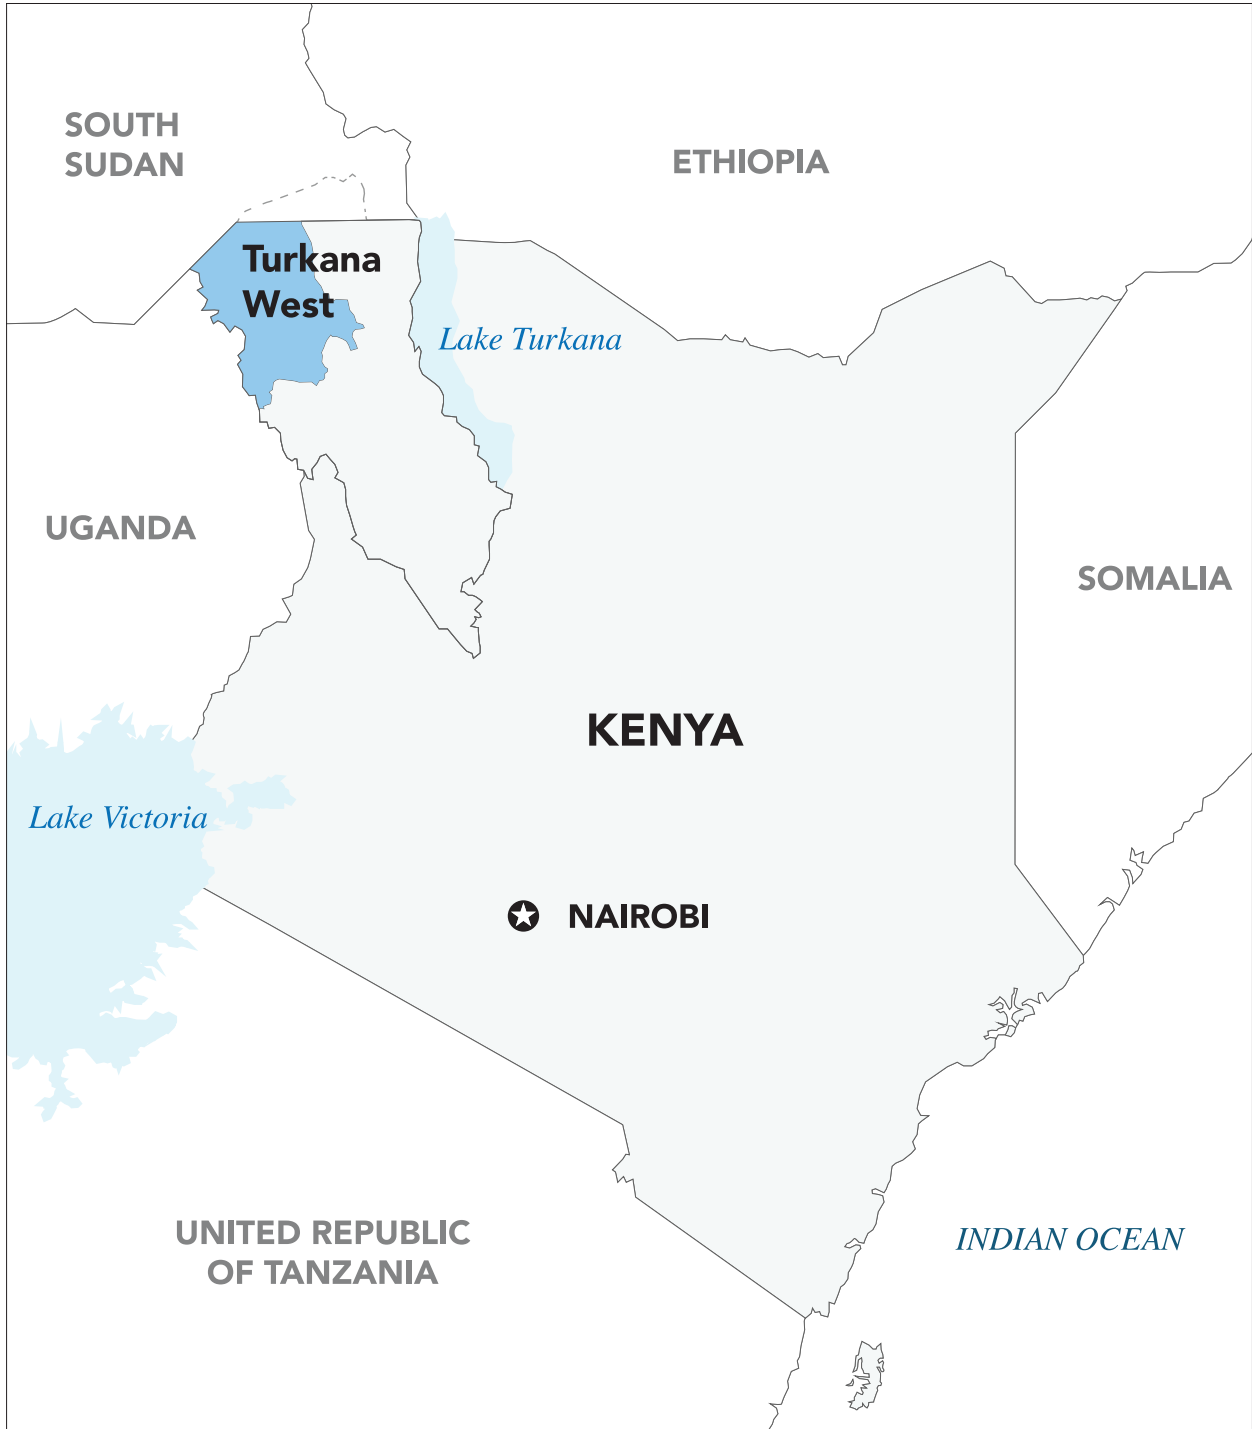 SOUTH
SUDAN
ETHIOPIA
Turkana
West
Lake Turkana
UGANDA
SOMALIA
KENYA
Lake Victoria
NAIROBI
UNITED REPUBLIC
OF TANZANIA
INDIAN OCEAN